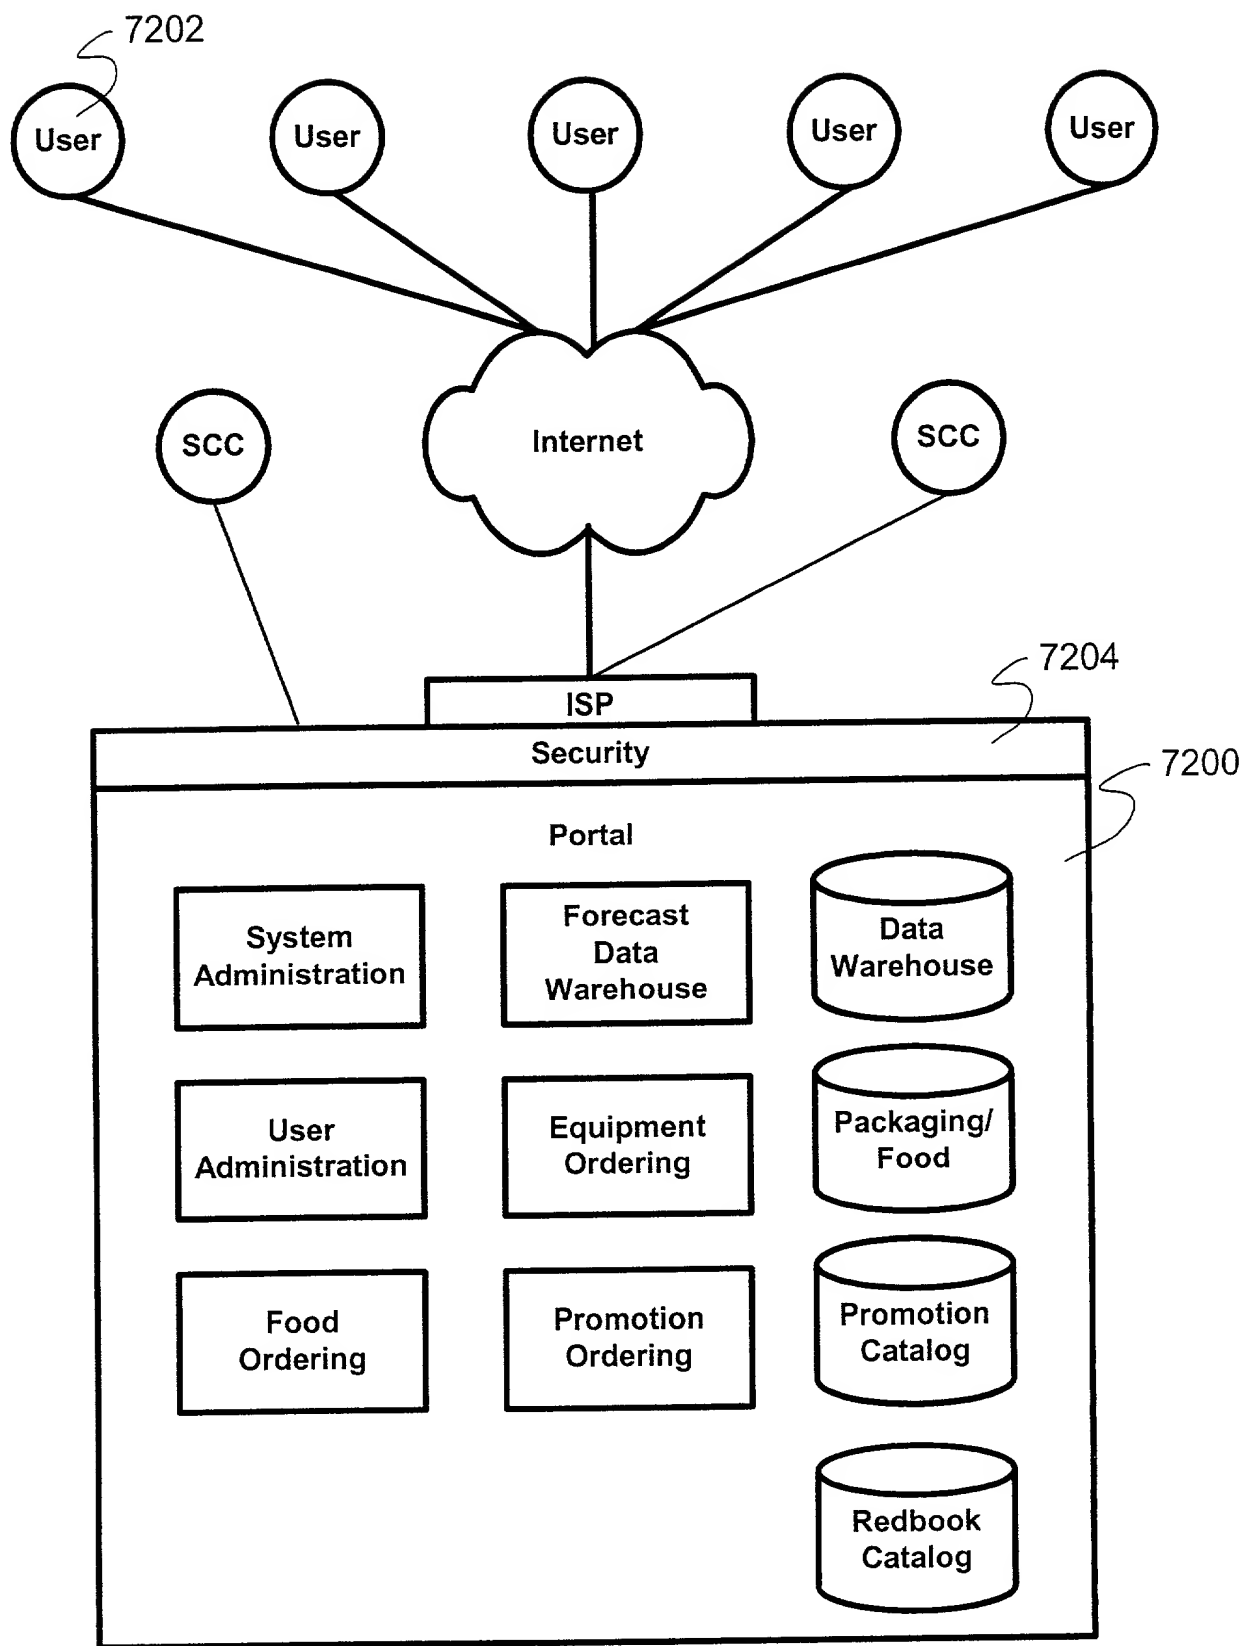 7202
User
User
User
User
User
Internet
SCC
SCC
7204
ISP
Security
7200
Portal
System
Administration
Forecast
Data
Warehouse
Data
Warehouse
User
Administration
Equipment
Ordering
Packaging/
Food
Food
Ordering
Promotion
Ordering
Promotion
Catalog
Redbook
Catalog